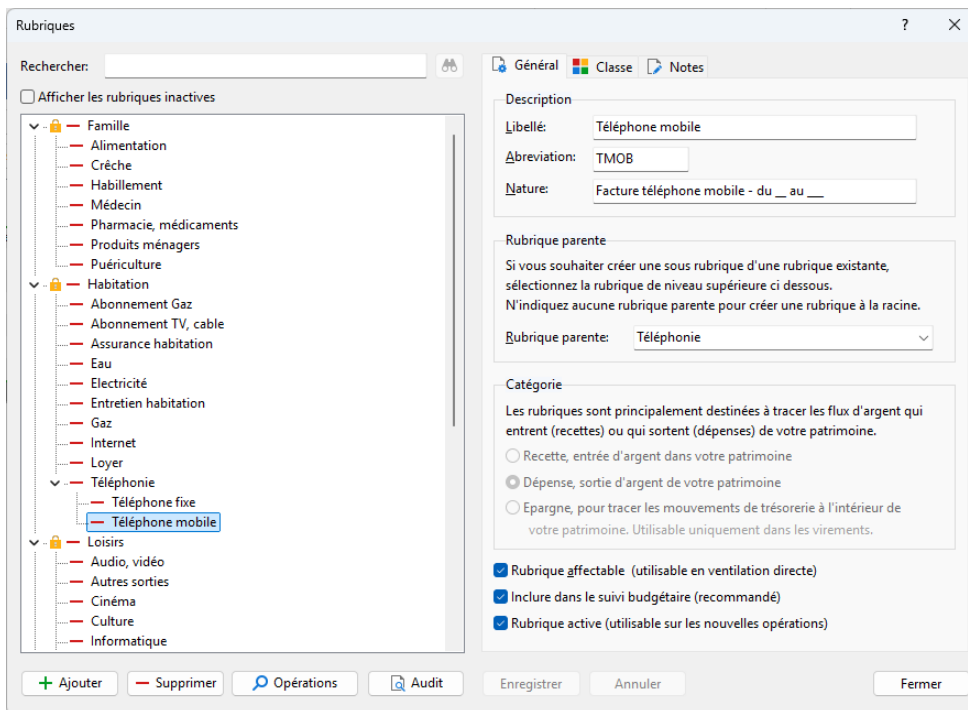 Rubriques
?
Rechercher:
Afficher les rubriques inactives
Famille
Alimentation
Crêche
Habillement
Médecin
Pharmacie, médicaments
Produits ménagers
Puériculture
Habitation
Abonnement Gaz
Abonnement TV, cable
Assurance habitation
Eau
Electricité
Entretien habitation
Gaz
Internet
Loyer
Téléphonie
Téléphone fixe
Téléphone mobile
Loisirs
Audio, vidéo
Autres sorties
Cinéma
Culture
Informatique
Ajouter
Supprimer
Opérations
Audit
Général
Classe
Notes
Description
Libellé: Téléphone mobile
Abreviation: TMOB
Nature: Facture téléphone mobile - du __ au ___
Rubrique parente
Si vous souhaiter créer une sous rubrique d'une rubrique existante,
sélectionnez la rubrique de niveau supérieure ci dessous.
N'indiquez aucune rubrique parente pour créer une rubrique à la racine.
Rubrique parente: Téléphonie
Catégorie
Les rubriques sont principalement destinées à tracer les flux d'argent qui
entrent (recettes) ou qui sortent (dépenses) de votre patrimoine.
Recette, entrée d'argent dans votre patrimoine
Dépense, sortie d'argent de votre patrimoine
Epargne, pour tracer les mouvements de trésorerie à l'intérieur de
votre patrimoine. Utilisable uniquement dans les virements.
Rubrique affectable (utilisable en ventilation directe)
Inclure dans le suivi budgétaire (recommandé)
Rubrique active (utilisable sur les nouvelles opérations)
Enregistrer
Annuler
Fermer